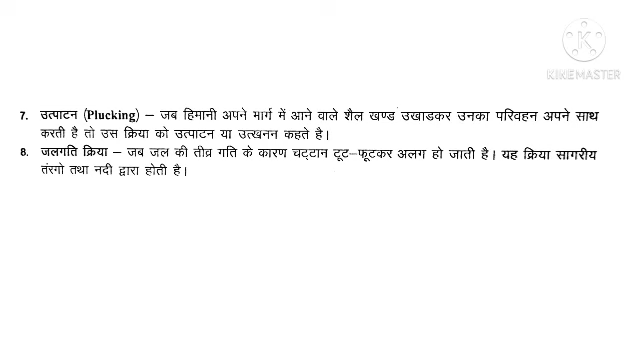 KINEMASTER
7. उत्पाटन (Plucking) – जब हिमानी अपने मार्ग में आने वाले शैल खण्ड उखाडकर उनका परिवहन अपने साथ
करती है तो उस क्रिया को उत्पाटन या उत्खनन कहते है।
8. जलगति क्रिया – जब जल की तीव्र गति के कारण चट्टान टूट–फूटकर अलग हो जाती है। यह क्रिया सागरीय
तंरगो तथा नदी द्वारा होती है।